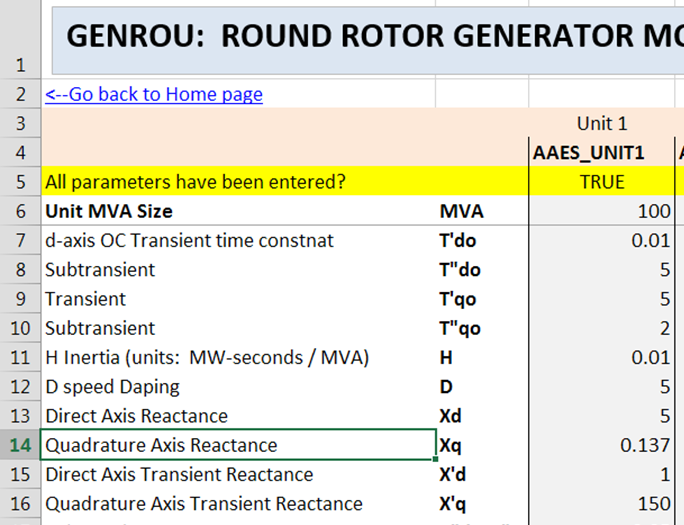 GENROU: ROUND ROTOR GENERATOR MO
1
2 <--Go back to Home page
3 Unit 1
4 AAES_UNIT1
5 All parameters have been entered? TRUE
6 Unit MVA Size MVA 100
7 d-axis OC Transient time constnat T'do 0.01
8 Subtransient T"do 5
9 Transient T'qo 5
10 Subtransient T"qo 2
11 H Inertia (units: MW-seconds / MVA) H 0.01
12 D speed Daping D 5
13 Direct Axis Reactance Xd 5
14 Quadrature Axis Reactance Xq 0.137
15 Direct Axis Transient Reactance X'd 1
16 Quadrature Axis Transient Reactance X'q 150